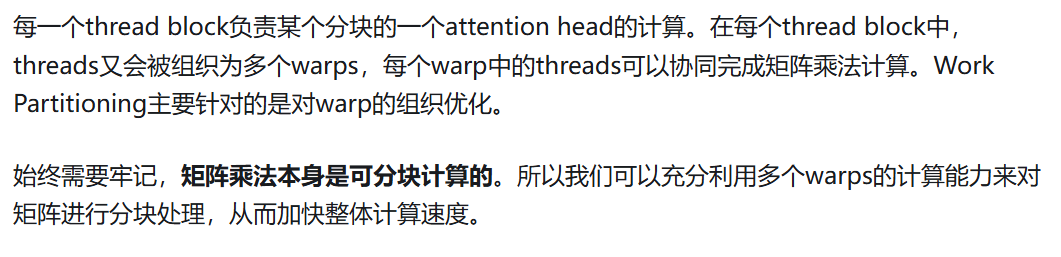 每一个thread block负责某个分块的一个attention head的计算。在每个thread block中，
threads又会被组织为多个warps，每个warp中的threads可以协同完成矩阵乘法计算。Work
Partitioning主要针对的是对warp的组织优化。
始终需要牢记，矩阵乘法本身是可分块计算的。所以我们可以充分利用多个warps的计算能力来对
矩阵进行分块处理，从而加快整体计算速度。